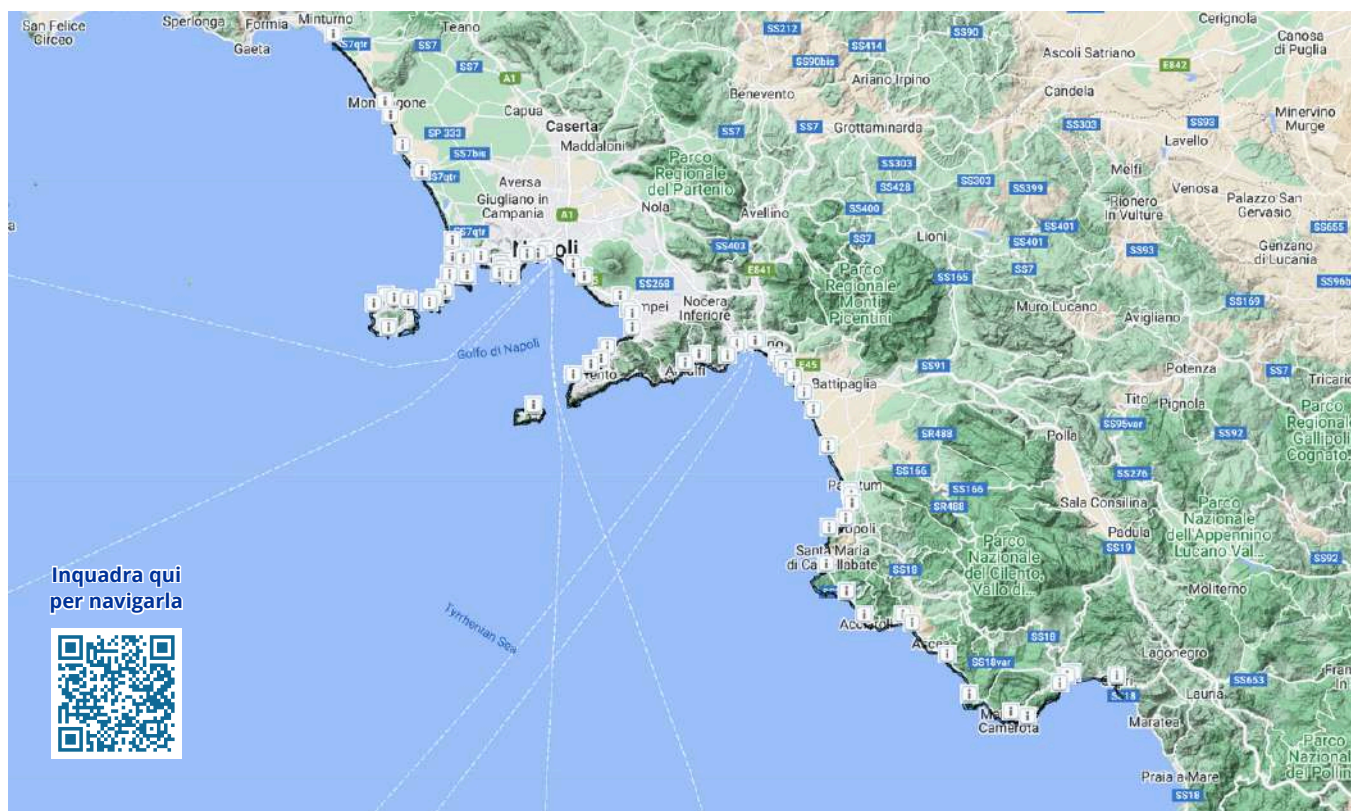 San Felice
Circeo
Sperlonga
Formia
Minturno
Gaeta
Teano
SS7
SS212
SS90bis
SS414
SS90
Cerignola
Canosa
di Puglia
Ascoli Satriano
E842
A1
Ariano Irpino
Candela
Benevento
Capua
Caserta
Maddaloni
SP 333
SS7bis
SS7
SS7
Grottaminarda
SS303
SS93
Minervino
Murge
Lavello
Parco
Regionale
del Partenio
SS303
SS428
SS303
SS399
Melfi
Venosa
Palazzo San
Gervasio
Aversa
Giugliano in
Campania
A1
Nola
Avellino
SS400
Rionero
In Vulture
SS401
SS655
SS7qtr
SS403
SS7
Lioni
SS401
SS93
Genzano
di Lucania
E841
SS7
SS165
SS96b
SS268
Parco
Regionale
Monti
Picentini
Muro Lucano
SS169
Avigliano
Nocera
Inferiore
Golfo di Napoli
E45
Battipaglia
SS91
Potenza
SS7
Tricaric
Tito
Pignola
SS95var
SS92
Parco
Regionale
Gallipoli
Cognato,
SR488
Polla
SS166
SS276
SS166
SR488
Sala Consilina
Parco
Nazionale
dell'Appennino
Lucano Val...
Padula
SS19
SS92
Santa Maria
Parco
Nazionale
del Cilento,
Vallo di...
SS18
Moliterno
Inquadra qui
per navigarla
Tyrrhenian Sea
SS18
SS18var
Lagonegro
Lauria
SS653
Camerota
Maratea
Parco
Nazional
del Pollin
Praia a Mare
SS18